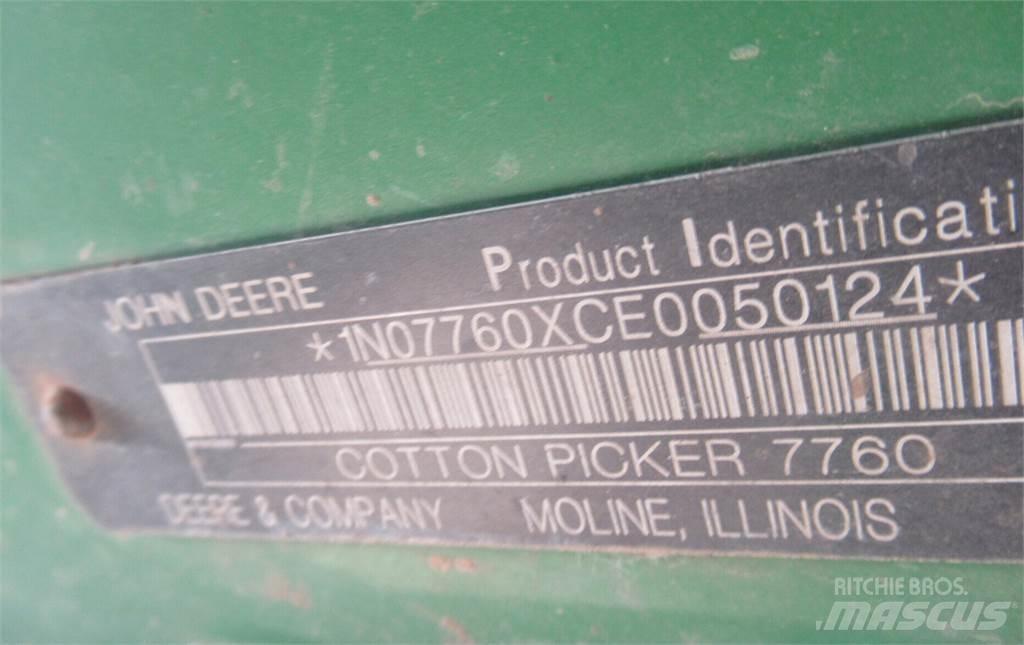 JOHN DEERE Product Identificati
*1N07760XCE0050124*
COTTON PICKER 7760
DEERE & COMPANY MOLINE, ILLINOIS
RITCHIE BROS.
MASCUS